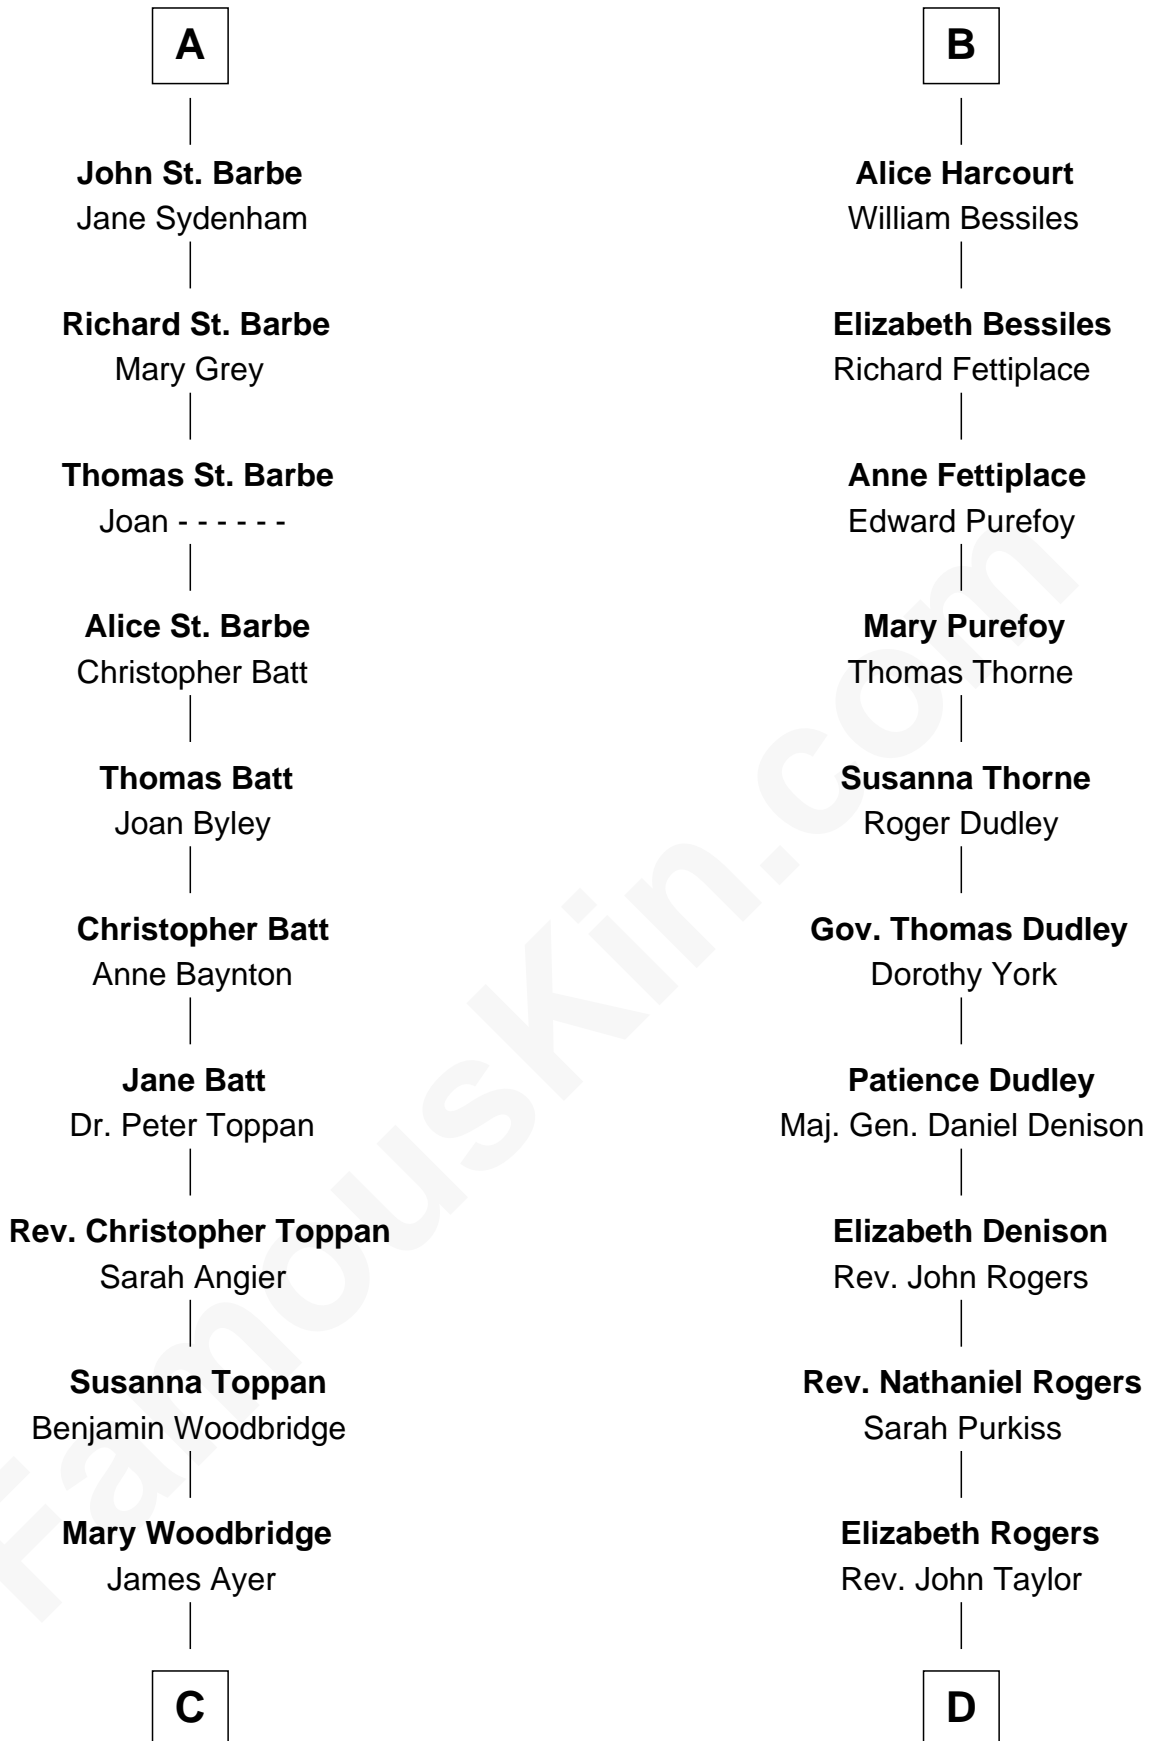 A
John St. Barbe
Jane Sydenham
Richard St. Barbe
Mary Grey
Thomas St. Barbe
Joan - - - - - -
Alice St. Barbe
Christopher Batt
Thomas Batt
Joan Byley
Christopher Batt
Anne Baynton
Jane Batt
Dr. Peter Toppan
Rev. Christopher Toppan
Sarah Angier
Susanna Toppan
Benjamin Woodbridge
Mary Woodbridge
James Ayer
C
B
Alice Harcourt
William Bessiles
Elizabeth Bessiles
Richard Fettiplace
Anne Fettiplace
Edward Purefoy
Mary Purefoy
Thomas Thorne
Susanna Thorne
Roger Dudley
Gov. Thomas Dudley
Dorothy York
Patience Dudley
Maj. Gen. Daniel Denison
Elizabeth Denison
Rev. John Rogers
Rev. Nathaniel Rogers
Sarah Purkiss
Elizabeth Rogers
Rev. John Taylor
D
FamousKin.com